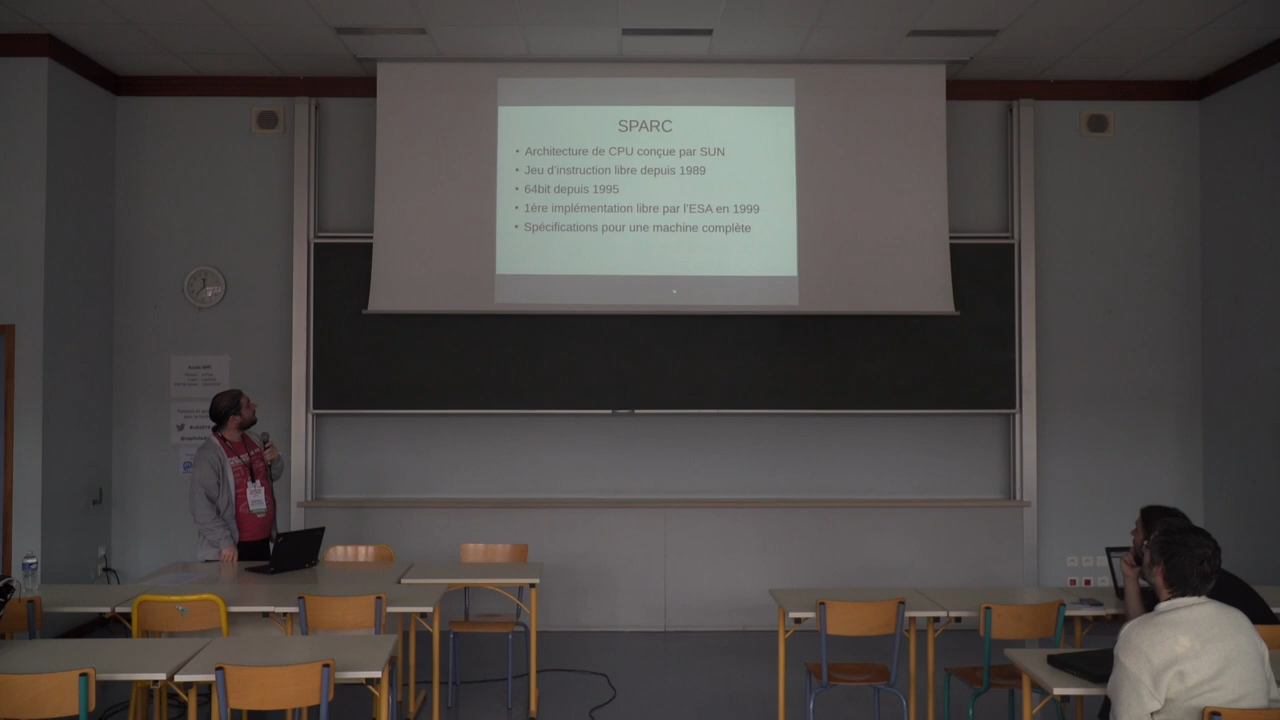 SPARC
• Architecture de CPU conçue par SUN
• Jeu d'instruction libre depuis 1989
• 64bit depuis 1995
• 1ère implémentation libre par l'ESA en 1999
• Spécifications pour une machine complète